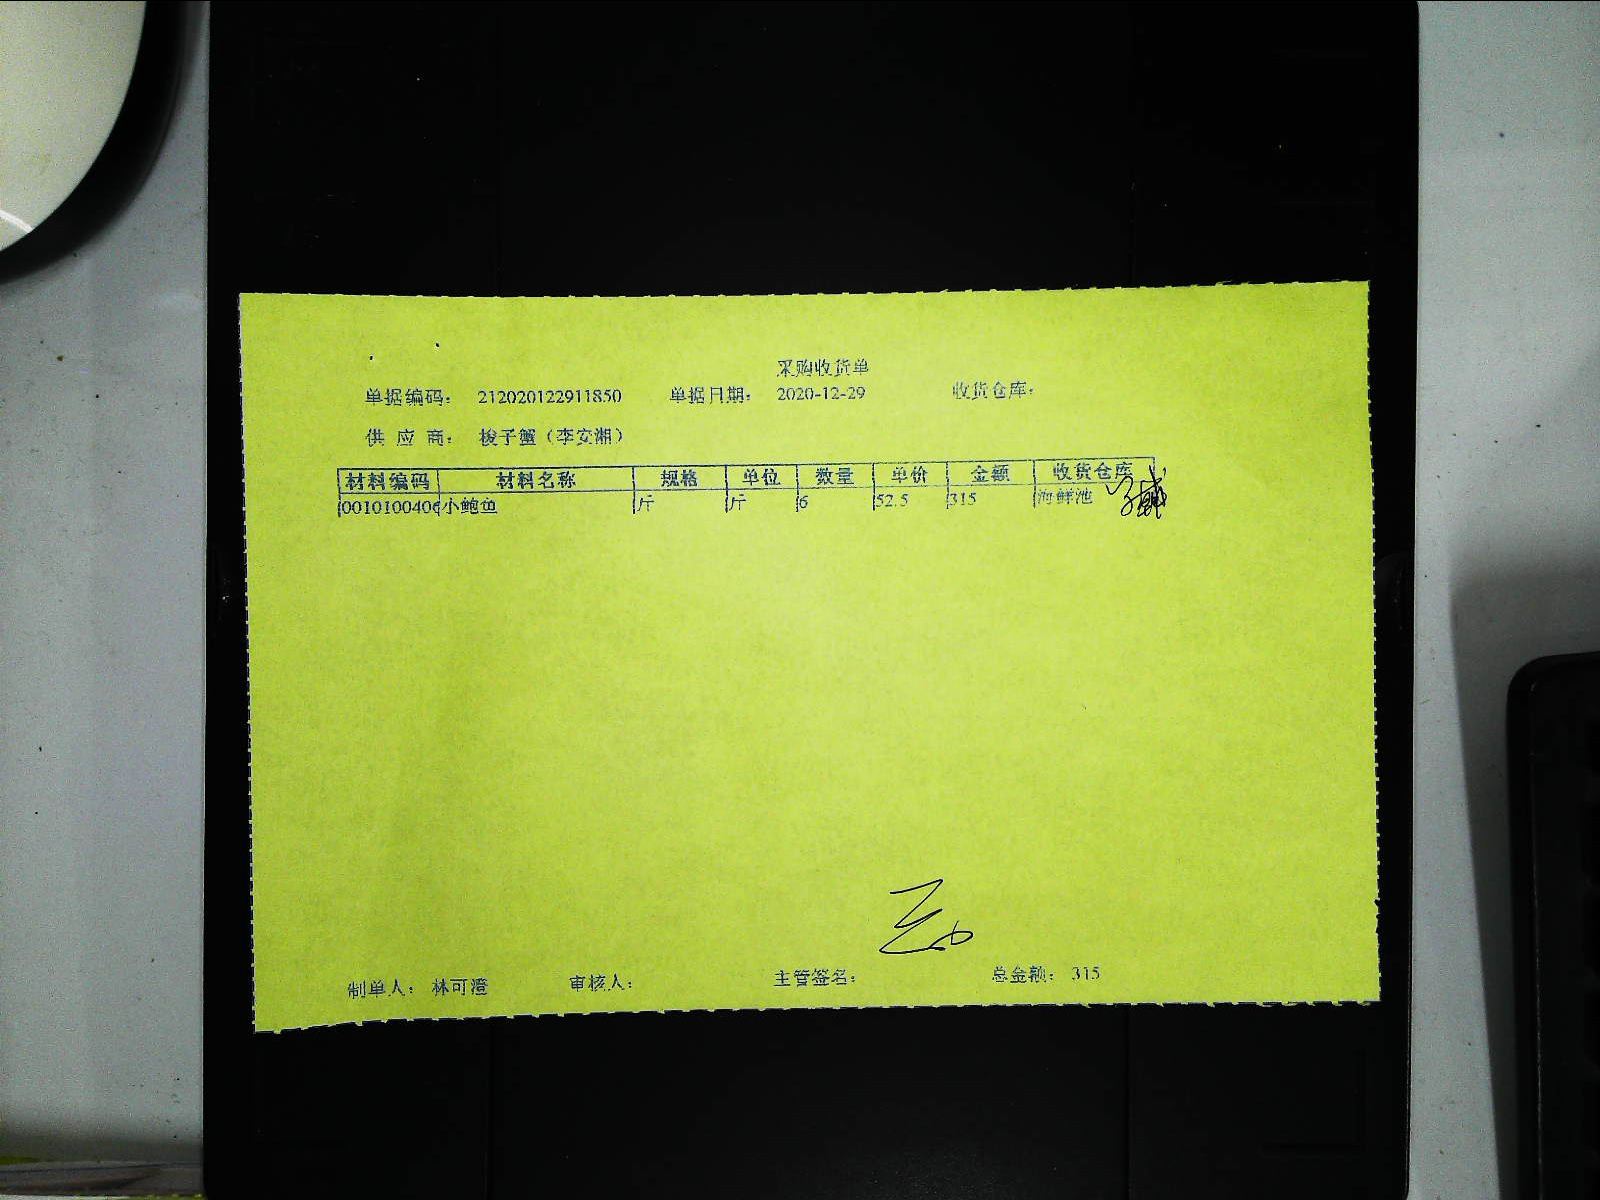 采购收货单
单据编码： 212020122911850 单据日期： 2020-12-29 收货仓库：
供 应 商： 梭子蟹（李安湘）
材料编码 材料名称 规格 单位 数量 单价 金额 收货仓库
001010040 小鲍鱼 斤 斤 6 52.5 315 海鲜池
制单人： 林可澄 审核人： 主管签名： 总金额： 315